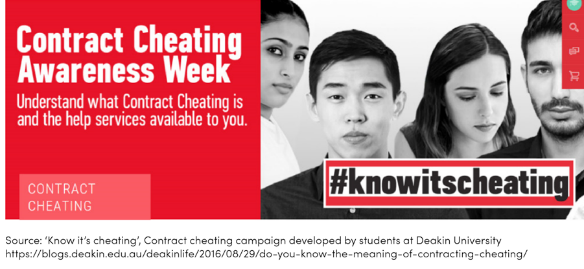 Contract Cheating
Awareness Week
Understand what Contract Cheating is
and the help services available to you.
#knowitscheating
CONTRACT
CHEATING
Source: ‘Know it’s cheating’, Contract cheating campaign developed by students at Deakin University
https://blogs.deakin.edu.au/deakinlife/2016/08/29/do-you-know-the-meaning-of-contracting-cheating/